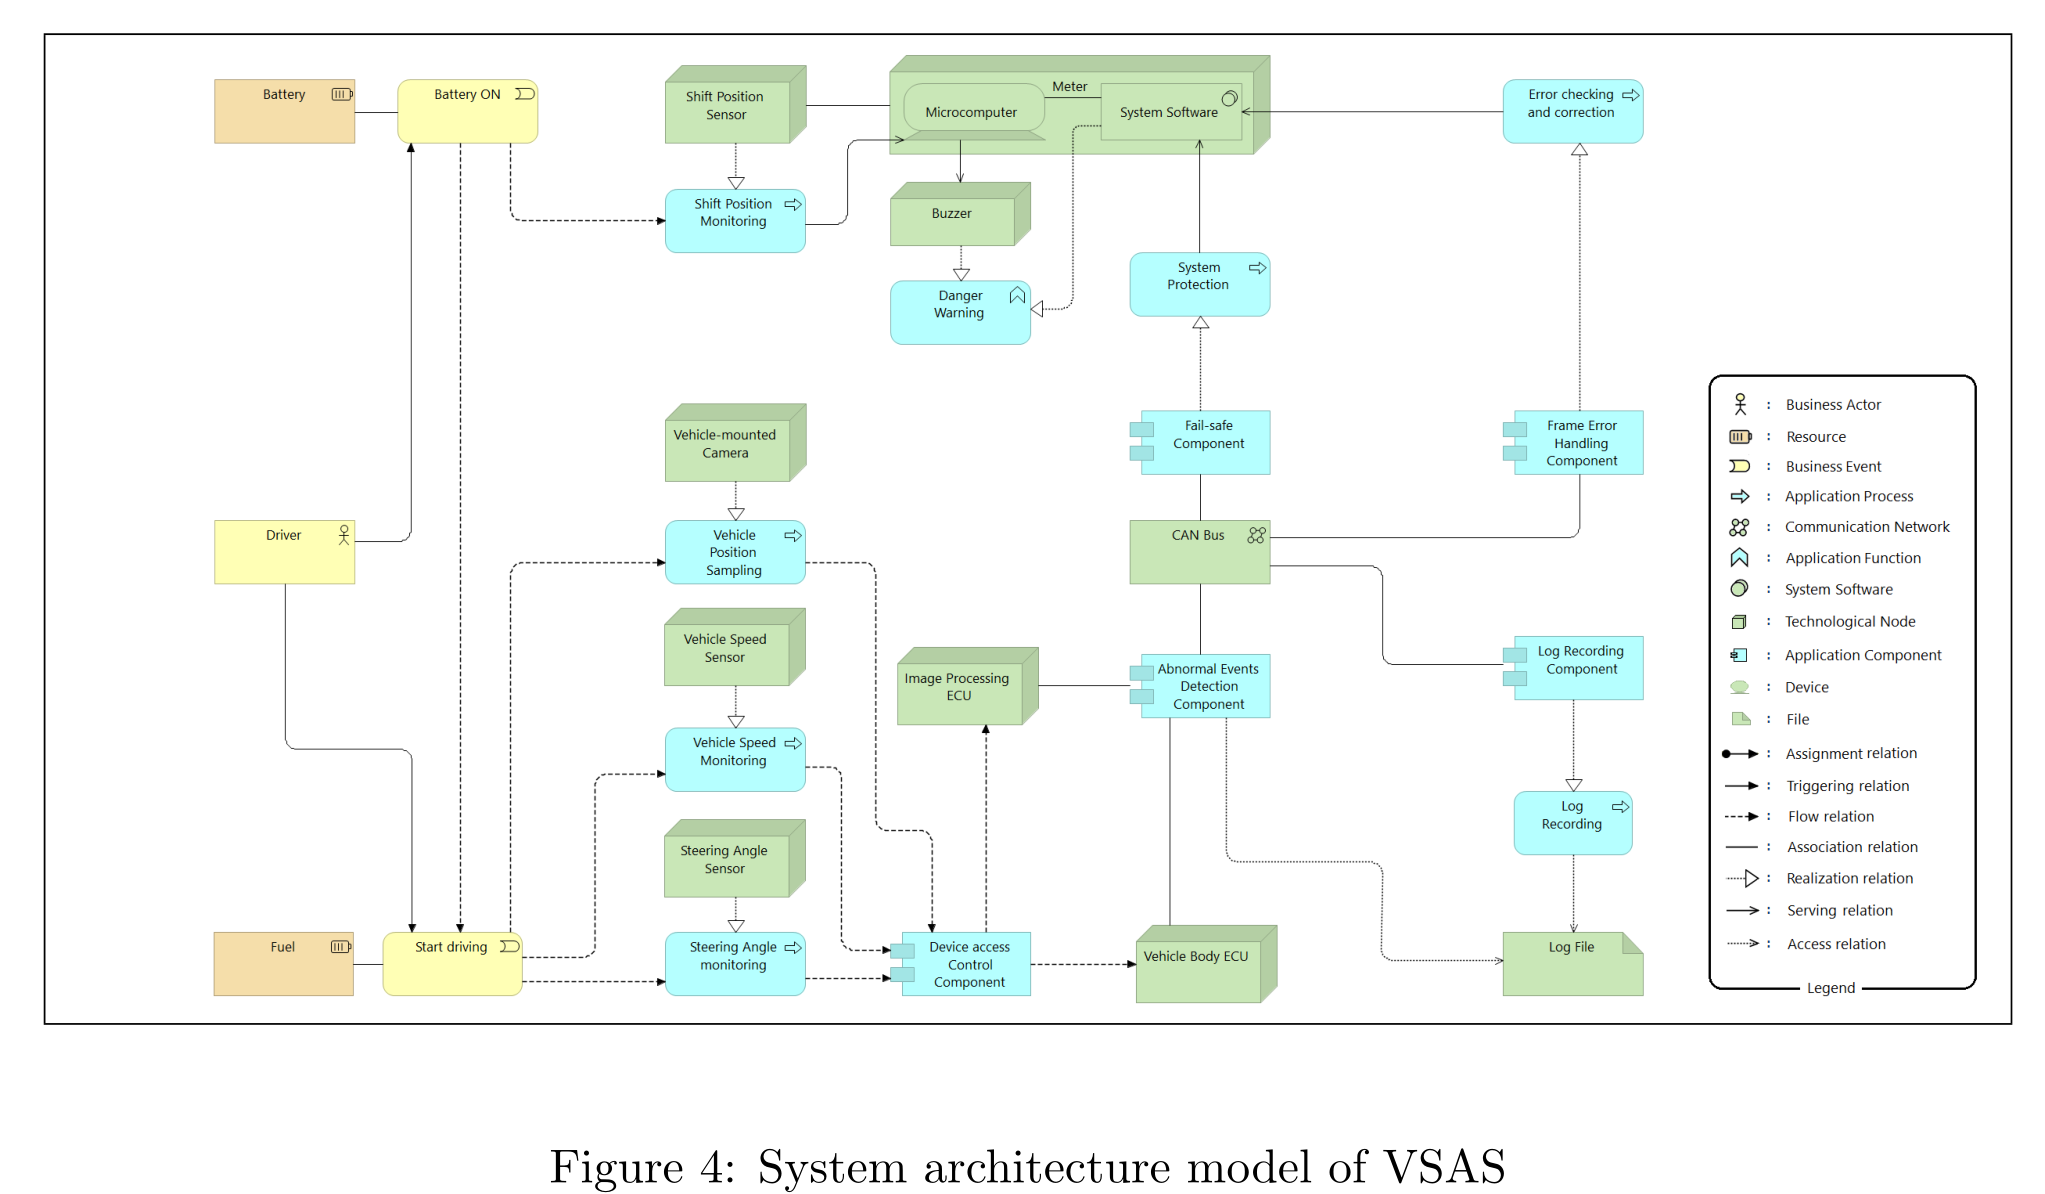 Battery
Battery ON
Shift Position
Sensor
Meter
Microcomputer
System Software
Error checking
and correction
Shift Position
Monitoring
Buzzer
Danger
Warning
System
Protection
Vehicle-mounted
Camera
Fail-safe
Component
Frame Error
Handling
Component
Driver
Vehicle
Position
Sampling
CAN Bus
Vehicle Speed
Sensor
Image Processing
ECU
Abnormal Events
Detection
Component
Log Recording
Component
Vehicle Speed
Monitoring
Log
Recording
Steering Angle
Sensor
Fuel
Start driving
Steering Angle
monitoring
Device access
Control
Component
Vehicle Body ECU
Log File
: Business Actor
: Resource
: Business Event
: Application Process
: Communication Network
: Application Function
: System Software
: Technological Node
: Application Component
: Device
: File
: Assignment relation
: Triggering relation
: Flow relation
: Association relation
: Realization relation
: Serving relation
: Access relation
Legend
Figure 4: System architecture model of VSAS